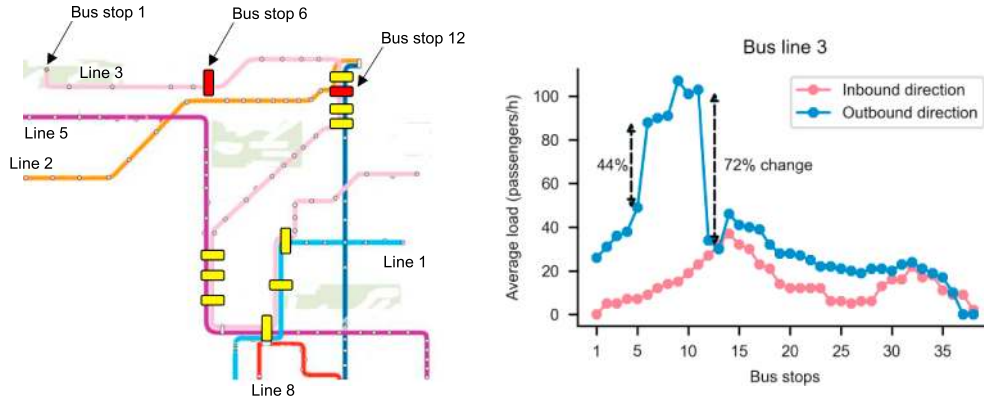 Bus stop 1
Bus stop 6
Bus stop 12
Line 3
Line 5
Line 2
Line 1
Line 8
Bus line 3
Inbound direction
Outbound direction
44%
72% change
Average load (passengers/h)
100
80
60
40
20
0
1
5
10
15
20
25
30
35
Bus stops